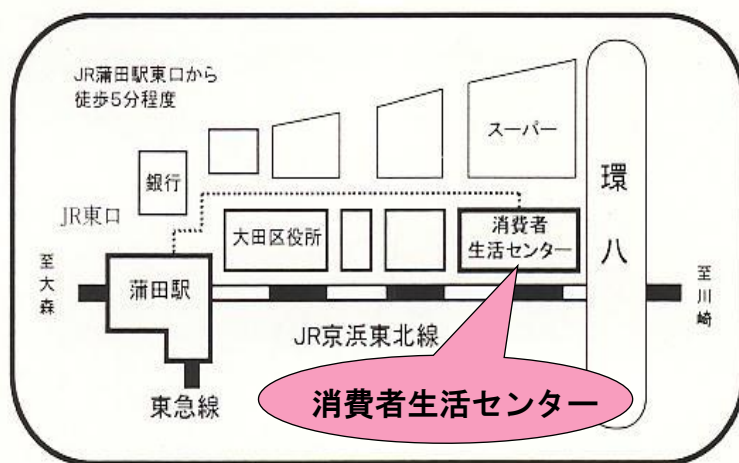 JR蒲田駅東口から
徒歩5分程度
スーパー
銀行
環八
JR東口
大田区役所
消費者
生活センター
至大森
蒲田駅
至川崎
JR京浜東北線
東急線
消費者生活センター